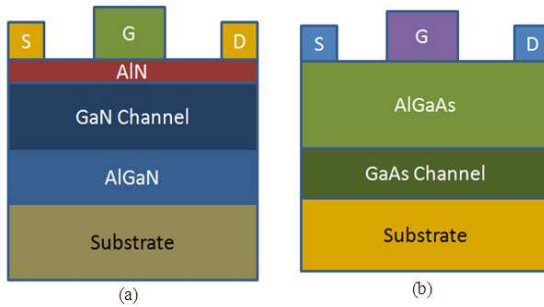 S G D
AlN
GaN Channel
AlGaN
Substrate
(a)
S G D
AlGaAs
GaAs Channel
Substrate
(b)